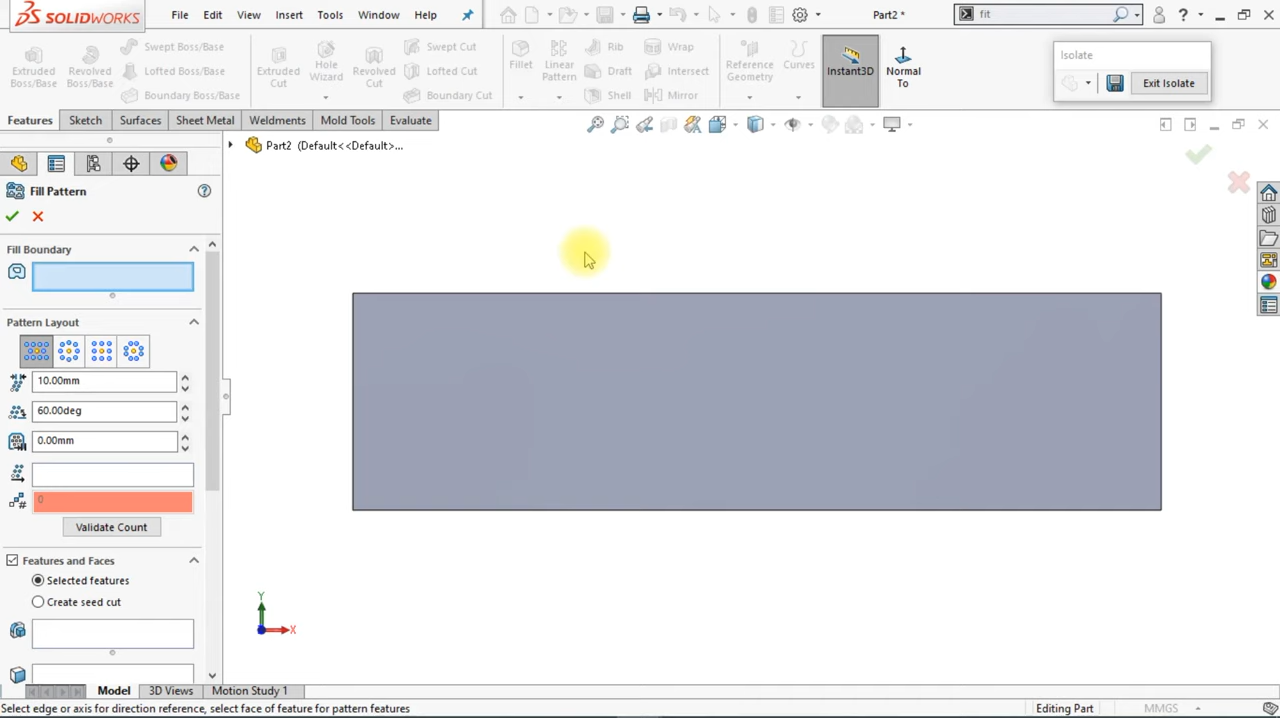 SOLIDWORKS File Edit View Insert Tools Window Help Part2 * fit ?
Extruded Boss/Base
Revolved Boss/Base
Swept Boss/Base
Lofted Boss/Base
Boundary Boss/Base
Extruded Cut
Hole Wizard
Revolved Cut
Swept Cut
Lofted Cut
Boundary Cut
Fillet
Linear Pattern
Rib
Draft
Shell
Wrap
Intersect
Mirror
Reference Geometry
Curves
Instant3D
Normal To
Isolate
Exit Isolate
Features Sketch Surfaces Sheet Metal Weldments Mold Tools Evaluate
Part2 (Default<<Default>...
Fill Pattern ?
Fill Boundary
Pattern Layout
10.00mm
60.00deg
0.00mm
0
Validate Count
Features and Faces
Selected features
Create seed cut
Y
X
Model 3D Views Motion Study 1
Select edge or axis for direction reference, select face of feature for pattern features Editing Part MMGS